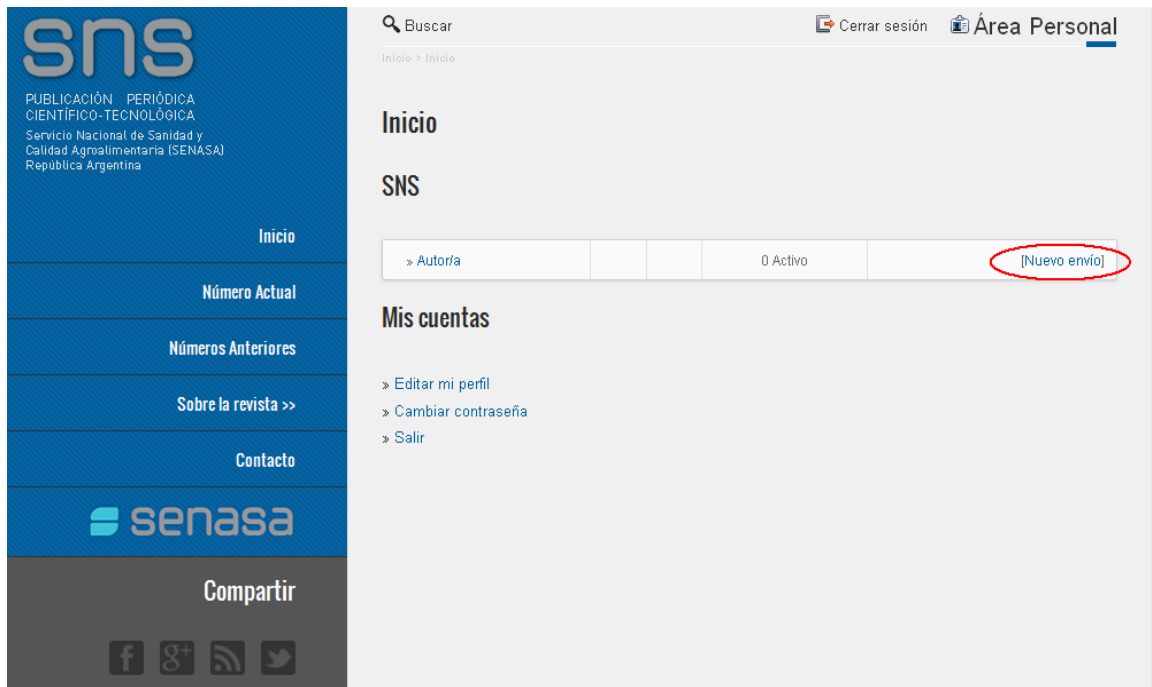 sns
PUBLICACIÓN PERIÓDICA
CIENTÍFICO-TECNOLÓGICA
Servicio Nacional de Sanidad y
Calidad Agroalimentaria (SENASA)
República Argentina
Inicio
Número Actual
Números Anteriores
Sobre la revista >>
Contacto
senasa
Compartir
f g+
Buscar
Cerrar sesión
Área Personal
Inicio > Inicio
Inicio
SNS
» Autor/a 0 Activo [Nuevo envío]
Mis cuentas
» Editar mi perfil
» Cambiar contraseña
» Salir